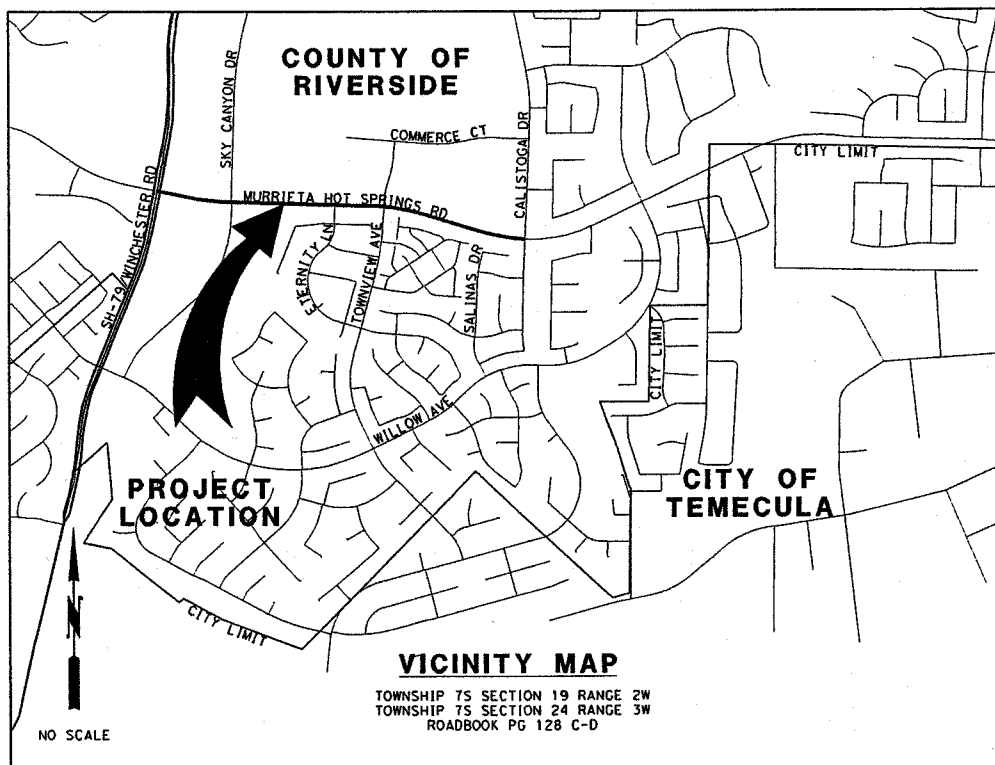 COUNTY OF
RIVERSIDE
SKY CANYON DR
COMMERCE CT
CALISTOGA DR
CITY LIMIT
SH-79/WINCHESTER RD
MURRIETA HOT SPRINGS RD
ETERNITY LN
TOWNVIEW AVE
SALINAS DR
CITY LIMIT
WILLOW AVE
PROJECT
LOCATION
CITY OF
TEMECULA
N
CITY LIMIT
VICINITY MAP
TOWNSHIP 7S SECTION 19 RANGE 2W
TOWNSHIP 7S SECTION 24 RANGE 3W
ROADBOOK PG 128 C-D
NO SCALE